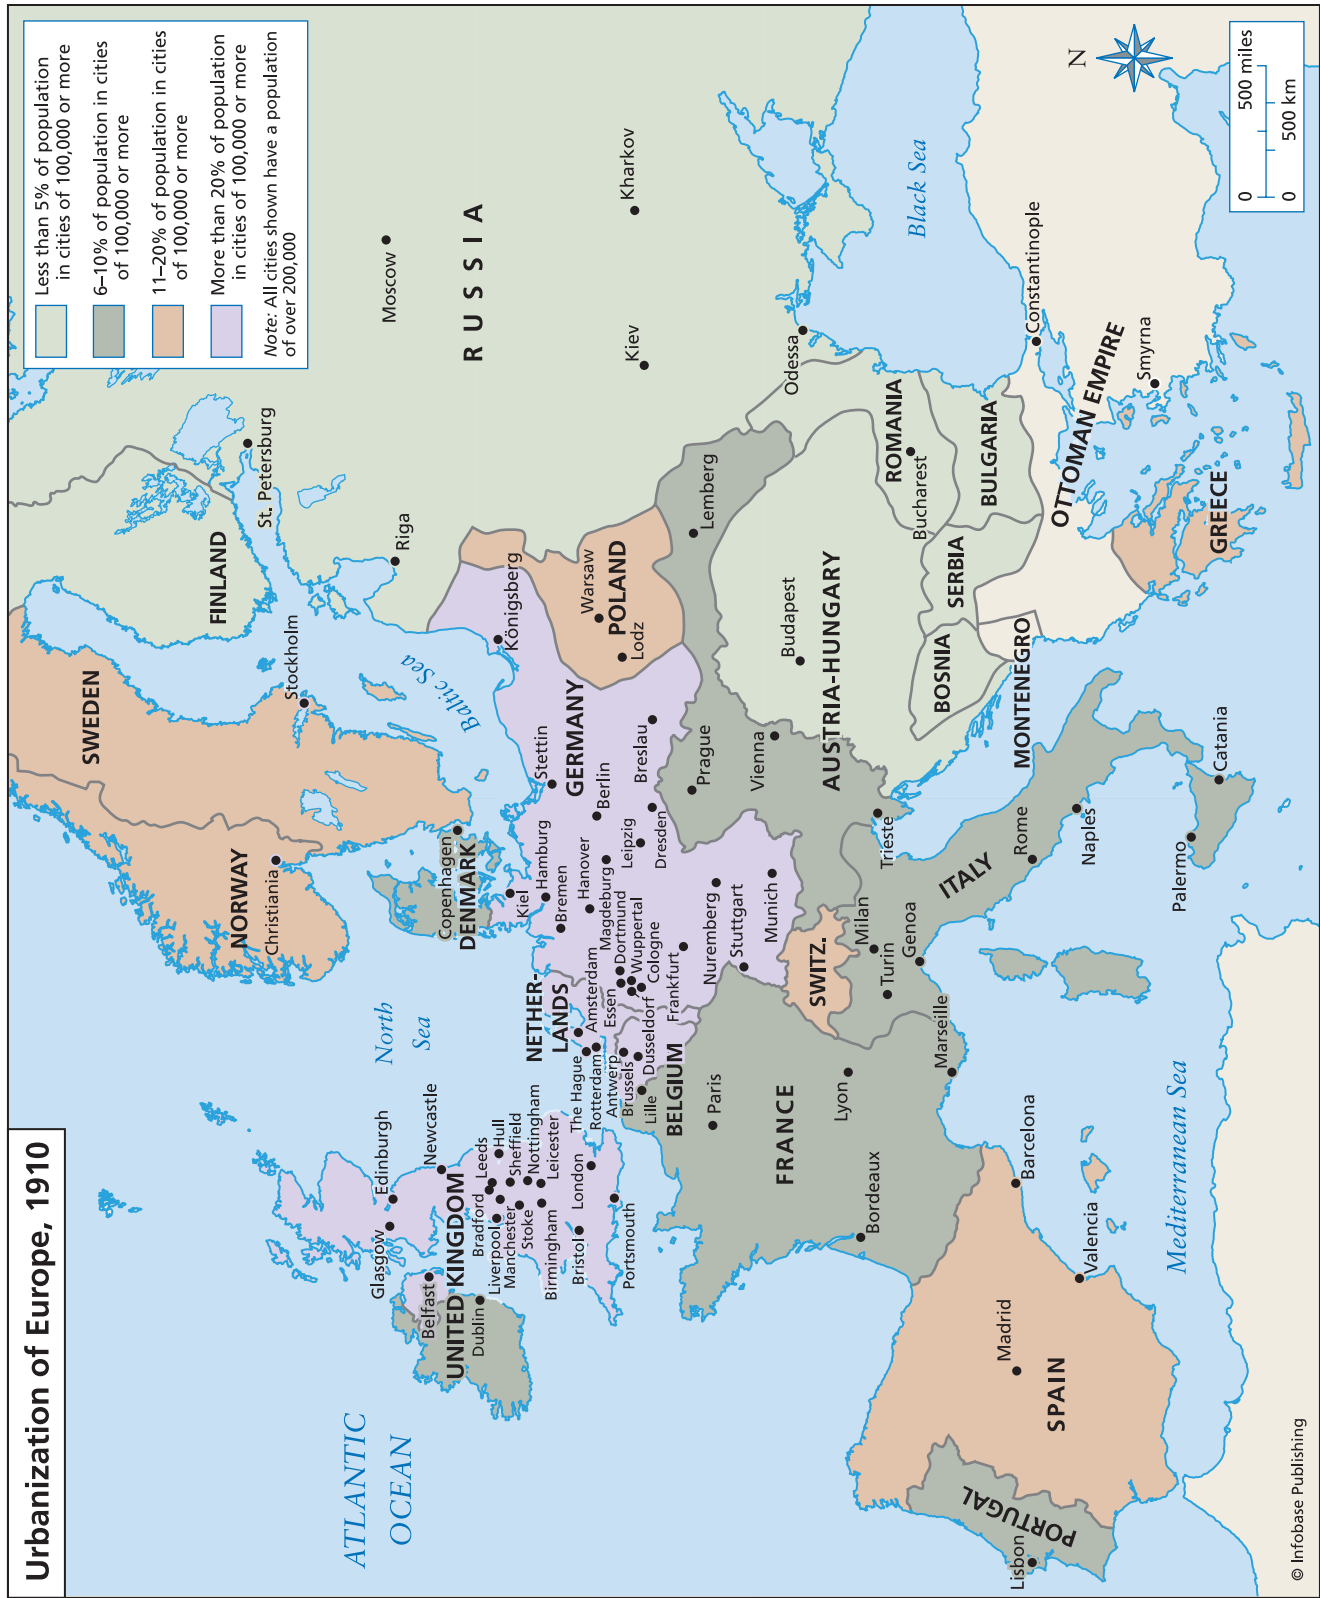 Urbanization of Europe, 1910
Less than 5% of population
in cities of 100,000 or more
6–10% of population in cities
of 100,000 or more
11–20% of population in cities
of 100,000 or more
More than 20% of population
in cities of 100,000 or more
Note: All cities shown have a population
of over 200,000
N
0 500 miles
0 500 km
ATLANTIC
OCEAN
North
Sea
Baltic Sea
Black Sea
Mediterranean Sea
NORWAY
Christiania
SWEDEN
Stockholm
FINLAND
St. Petersburg
Riga
Moscow
RUSSIA
Kharkov
Kiev
Odessa
DENMARK
Copenhagen
UNITED KINGDOM
Glasgow
Edinburgh
Newcastle
Belfast
Dublin
Bradford
Leeds
Hull
Liverpool
Manchester
Sheffield
Stoke
Nottingham
Leicester
Birmingham
Bristol
London
Portsmouth
NETHER-
LANDS
Amsterdam
The Hague
Rotterdam
BELGIUM
Antwerp
Brussels
Lille
GERMANY
Königsberg
Stettin
Kiel
Hamburg
Bremen
Hanover
Berlin
Magdeburg
Leipzig
Dresden
Breslau
Dortmund
Essen
Wuppertal
Cologne
Dusseldorf
Frankfurt
Nuremberg
Stuttgart
Munich
POLAND
Warsaw
Lodz
AUSTRIA-HUNGARY
Lemberg
Prague
Vienna
Budapest
Trieste
SWITZ.
FRANCE
Paris
Lyon
Bordeaux
Marseille
ITALY
Milan
Turin
Genoa
Rome
Naples
Palermo
Catania
SPAIN
Madrid
Barcelona
Valencia
PORTUGAL
Lisbon
ROMANIA
Bucharest
BULGARIA
SERBIA
BOSNIA
MONTENEGRO
OTTOMAN EMPIRE
Constantinople
Smyrna
GREECE
© Infobase Publishing